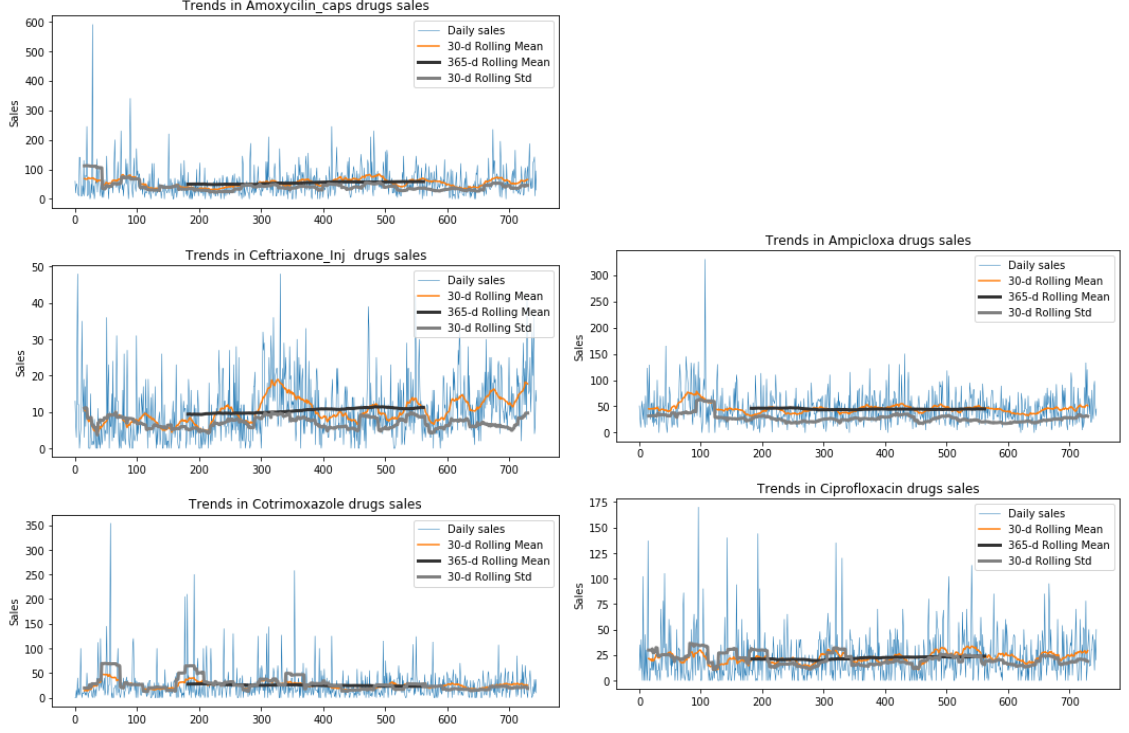 Trends in Amoxycilin_caps drugs sales
Sales
600
500
400
300
200
100
0
0 100 200 300 400 500 600 700
Daily sales
30-d Rolling Mean
365-d Rolling Mean
30-d Rolling Std
Trends in Ceftriaxone_Inj drugs sales
Sales
50
40
30
20
10
0
0 100 200 300 400 500 600 700
Daily sales
30-d Rolling Mean
365-d Rolling Mean
30-d Rolling Std
Trends in Ampicloxa drugs sales
Sales
300
250
200
150
100
50
0
0 100 200 300 400 500 600 700
Daily sales
30-d Rolling Mean
365-d Rolling Mean
30-d Rolling Std
Trends in Cotrimoxazole drugs sales
Sales
350
300
250
200
150
100
50
0
0 100 200 300 400 500 600 700
Daily sales
30-d Rolling Mean
365-d Rolling Mean
30-d Rolling Std
Trends in Ciprofloxacin drugs sales
Sales
175
150
125
100
75
50
25
0
0 100 200 300 400 500 600 700
Daily sales
30-d Rolling Mean
365-d Rolling Mean
30-d Rolling Std